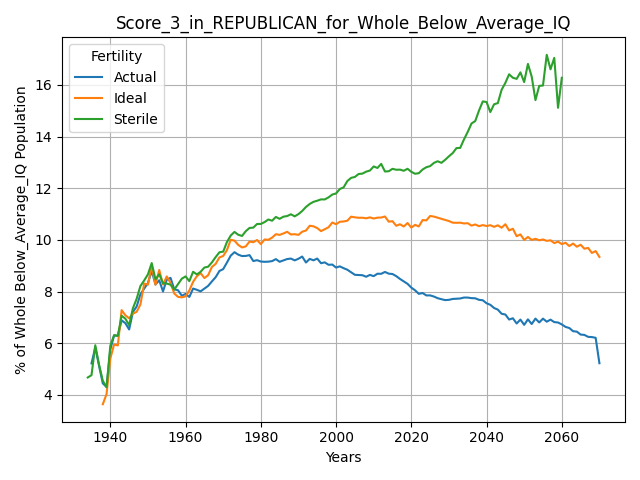 Score_3_in_REPUBLICAN_for_Whole_Below_Average_IQ
Fertility
Actual
Ideal
Sterile
% of Whole Below_Average_IQ Population
16
14
12
10
8
6
4
1940
1960
1980
2000
2020
2040
2060
Years